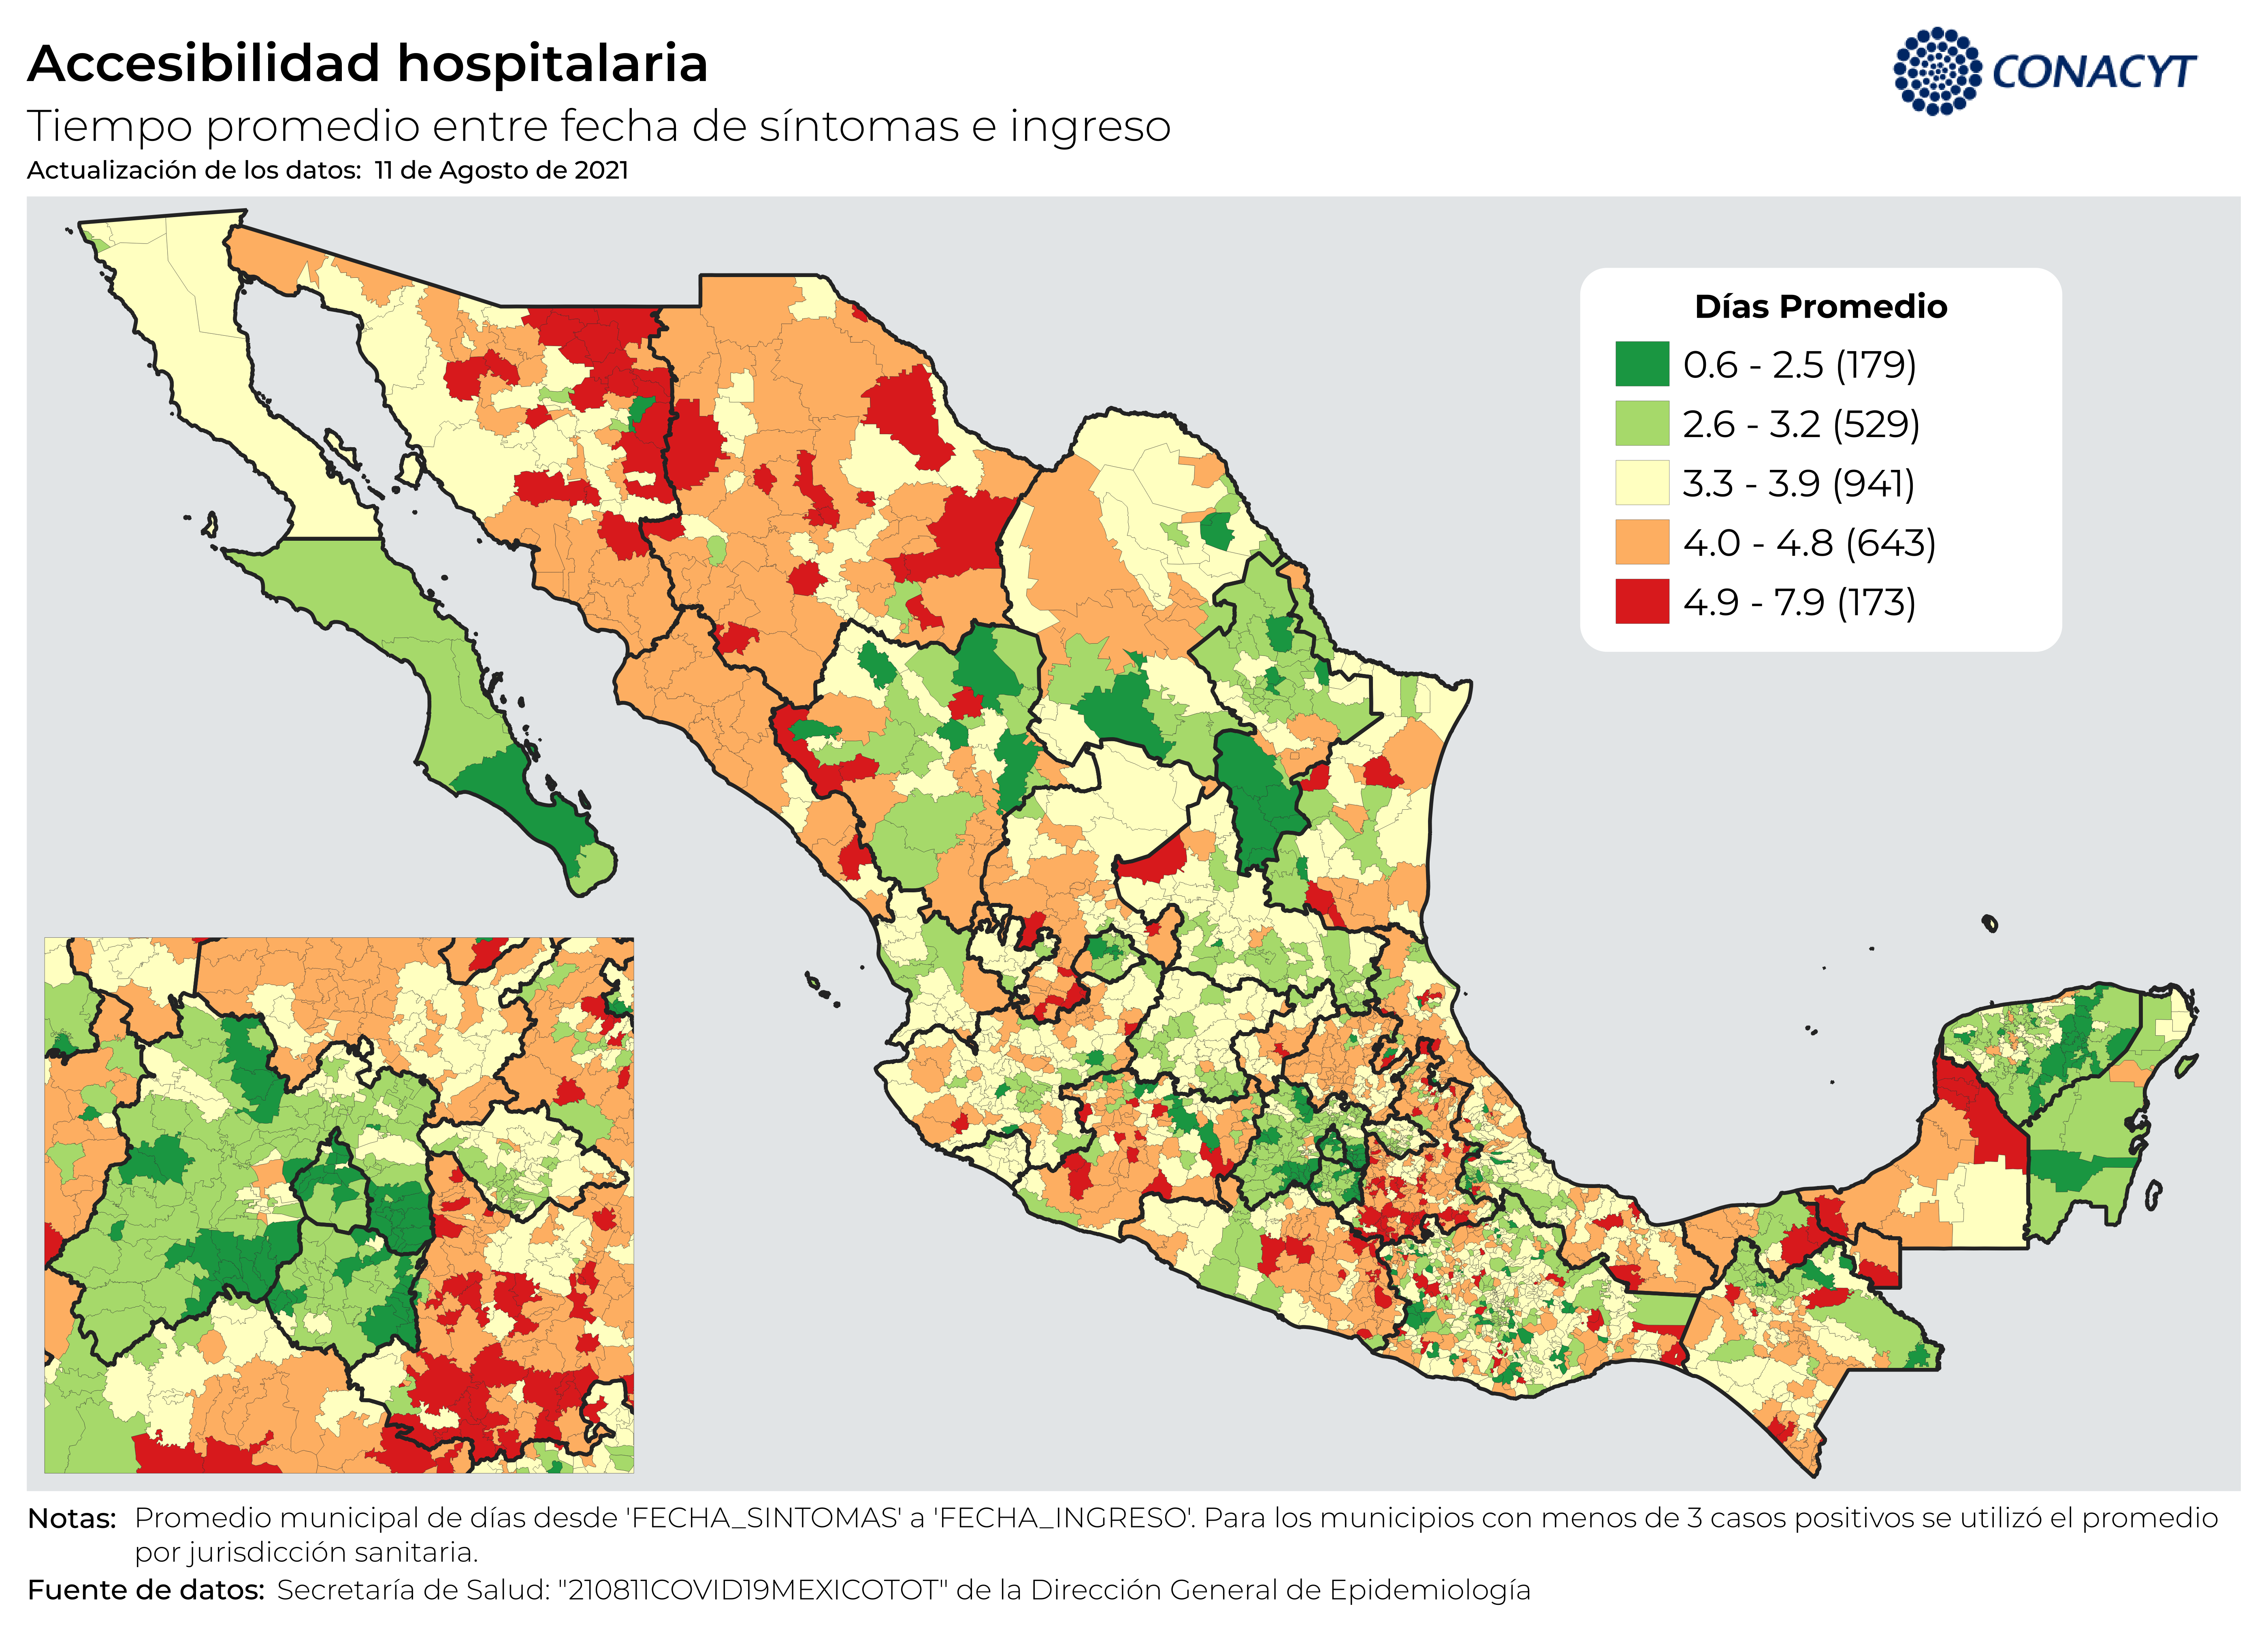 Accesibilidad hospitalaria
CONACYT
Tiempo promedio entre fecha de síntomas e ingreso
Actualización de los datos: 11 de Agosto de 2021
Días Promedio
0.6 - 2.5 (179)
2.6 - 3.2 (529)
3.3 - 3.9 (941)
4.0 - 4.8 (643)
4.9 - 7.9 (173)
Notas: Promedio municipal de días desde 'FECHA_SINTOMAS' a 'FECHA_INGRESO'. Para los municipios con menos de 3 casos positivos se utilizó el promedio
por jurisdicción sanitaria.
Fuente de datos: Secretaría de Salud: "210811COVID19MEXICOTOT" de la Dirección General de Epidemiología